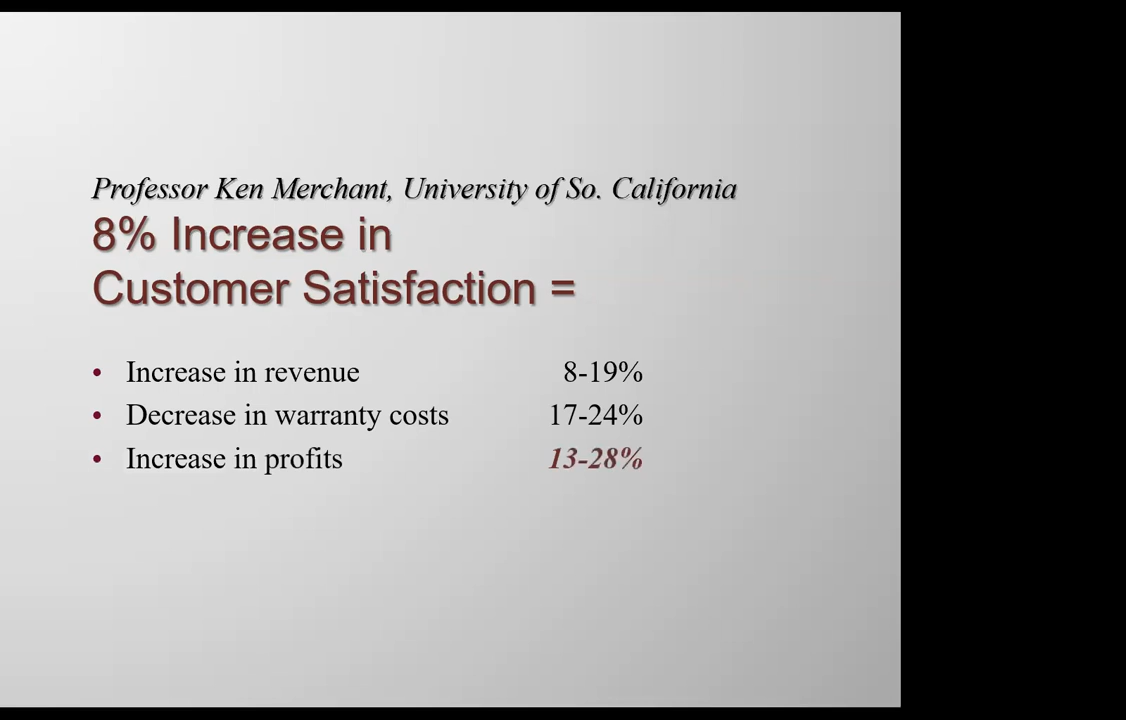 Professor Ken Merchant, University of So. California
8% Increase in
Customer Satisfaction =
• Increase in revenue 8-19%
• Decrease in warranty costs 17-24%
• Increase in profits 13-28%